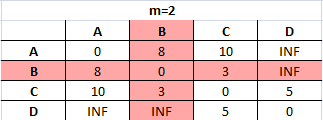 m=2
A B C D
A 0 8 10 INF
B 8 0 3 INF
C 10 3 0 5
D INF INF 5 0